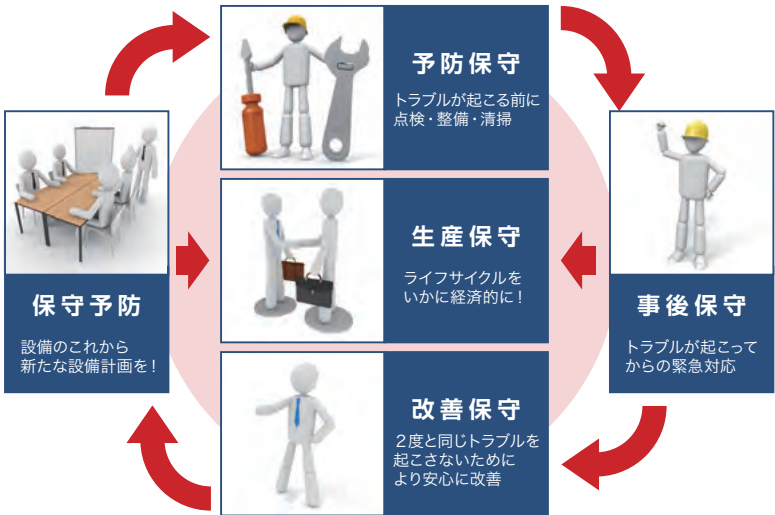 予防保守
トラブルが起こる前に
点検・整備・清掃
保守予防
設備のこれから
新たな設備計画を！
生産保守
ライフサイクルを
いかに経済的に！
事後保守
トラブルが起こって
からの緊急対応
改善保守
２度と同じトラブルを
起こさないために
より安心に改善